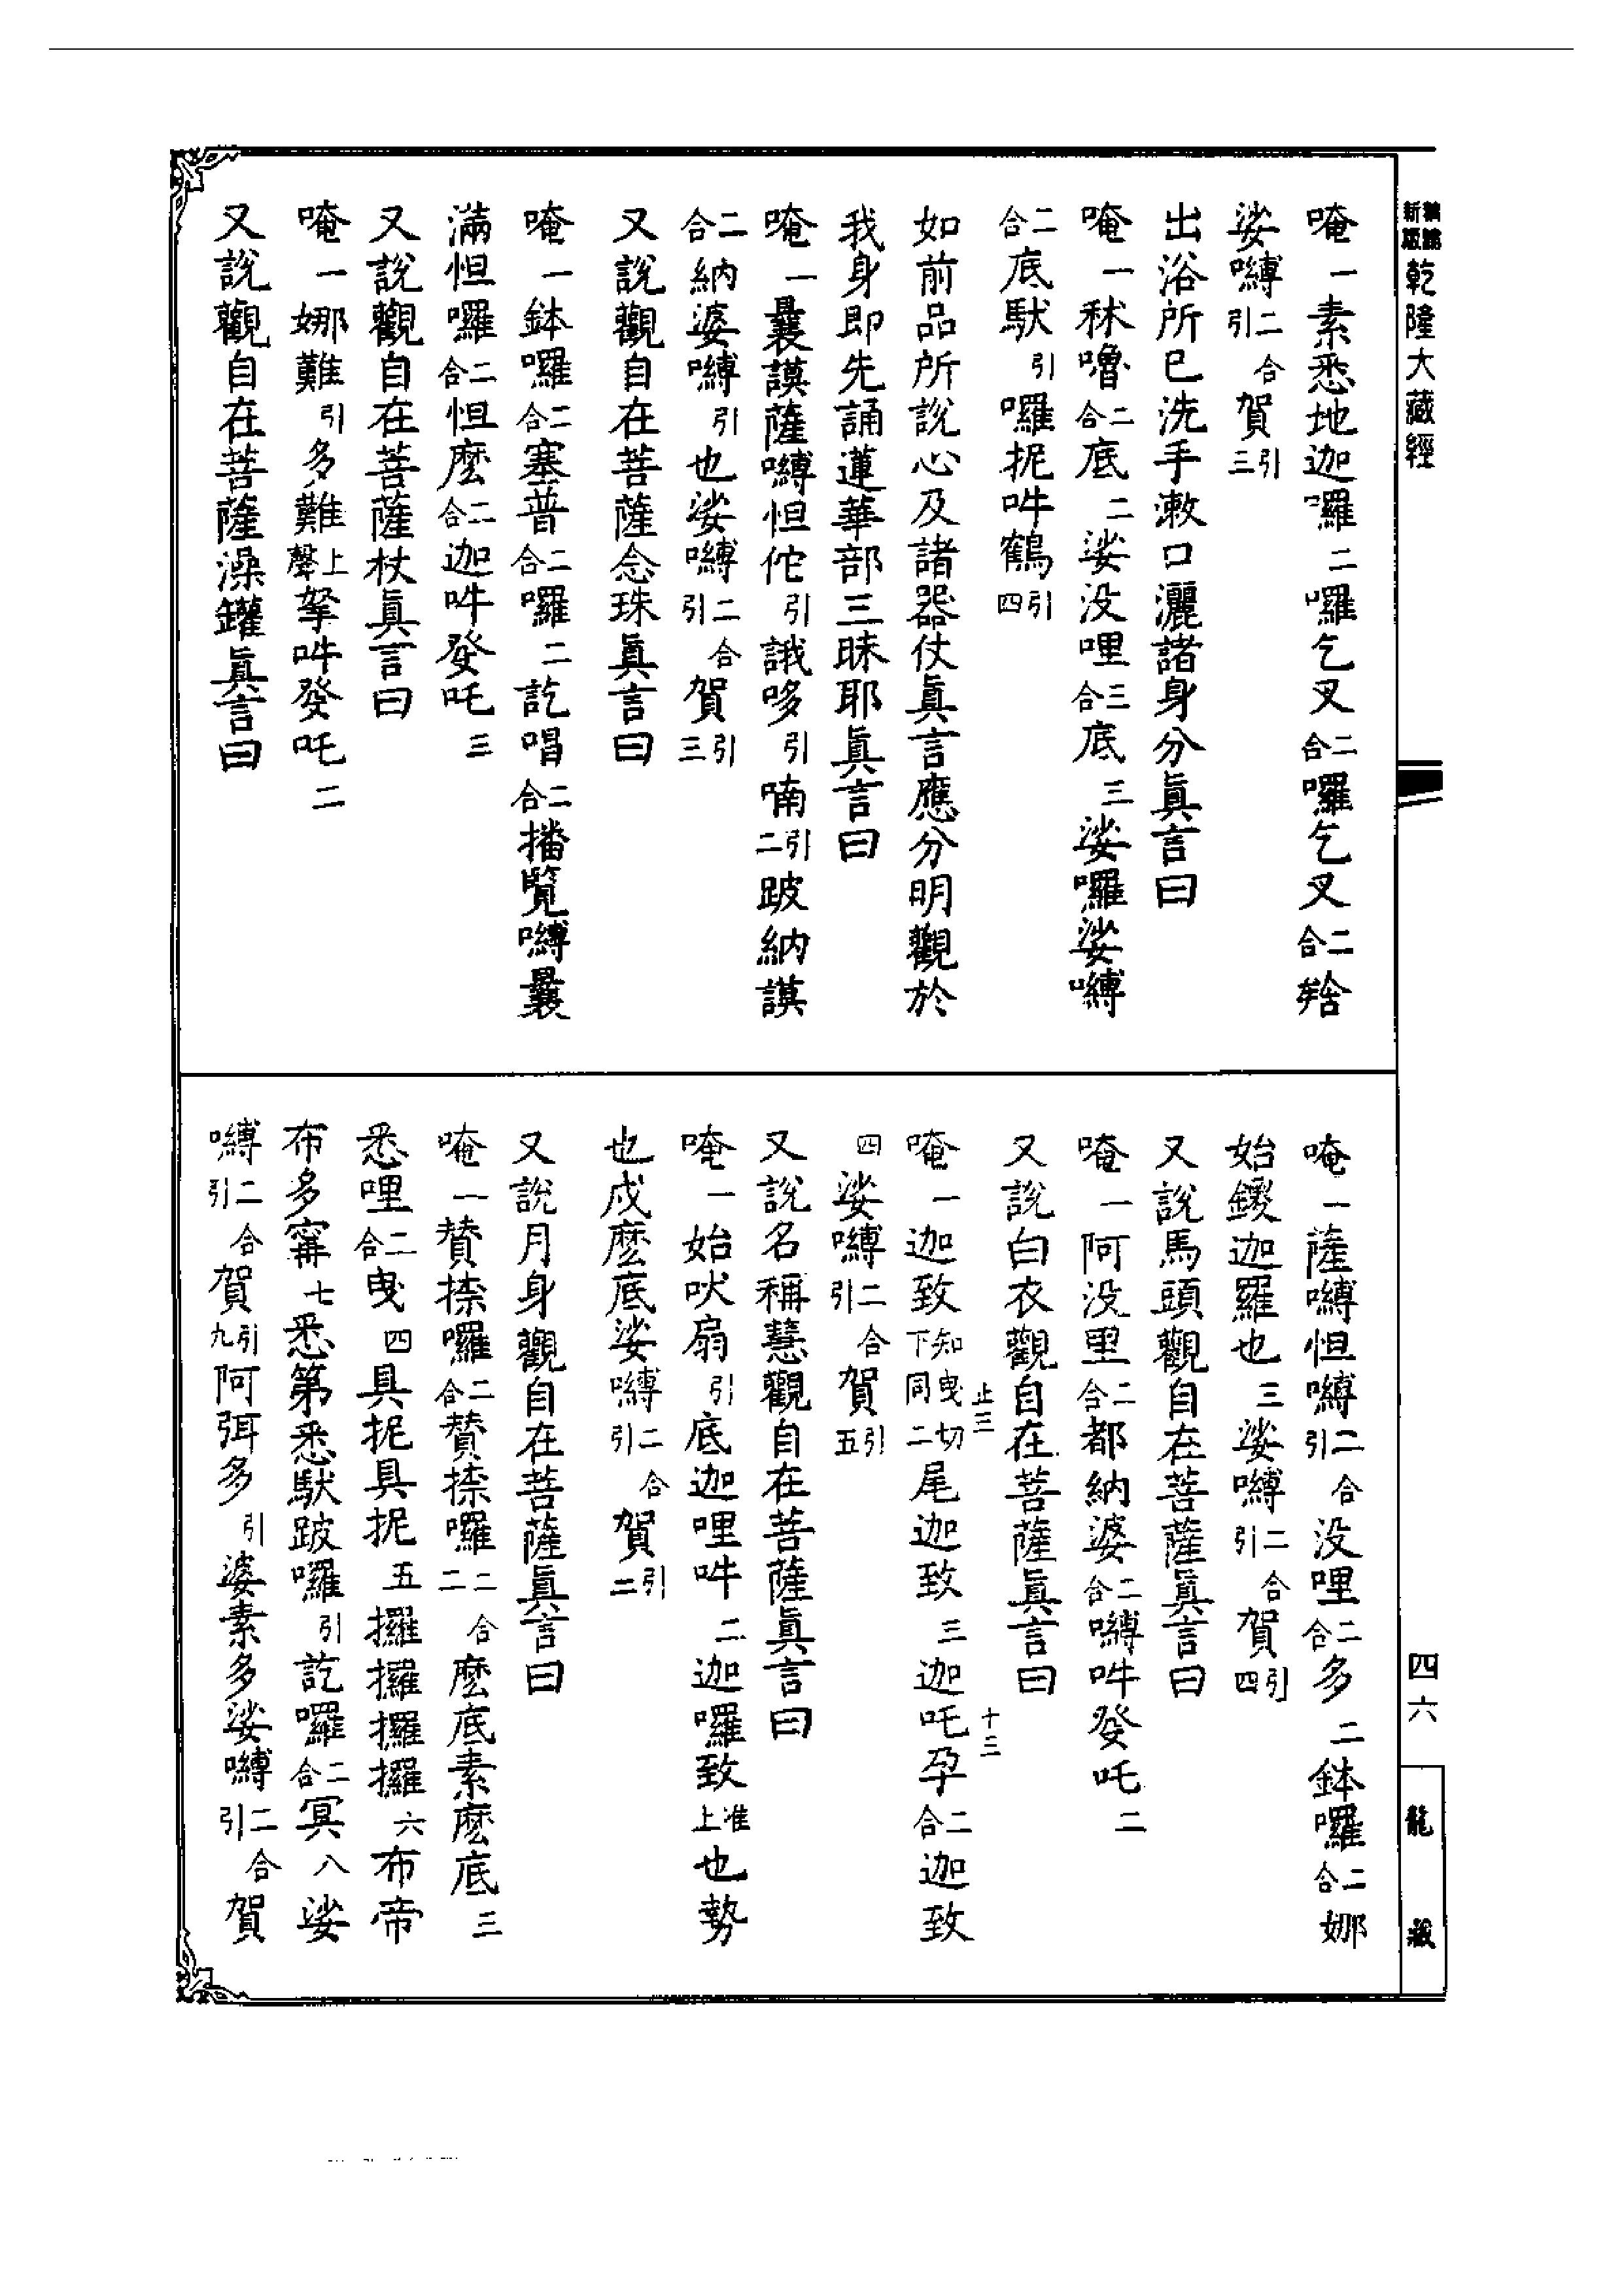 新版
乾隆大藏經
唵一素悉地迦囉二囉乞叉二合囉乞叉二合𤙖
娑嚩二合引賀引三
出浴所已洗手漱口灑諸身分眞言曰
唵一秫嚕二合底二娑没哩三合底三娑囉娑嚩
二合底馱引囉抳吽鶴引四
如前品所說心及諸器仗眞言應分明觀於
我身即先誦蓮華部三昧耶眞言曰
唵一曩謨薩嚩怛佗引誐哆引喃引二跛納謨
二合納婆嚩引也娑嚩二合引賀引三
又說觀自在菩薩念珠眞言曰
唵一鉢囉二合塞普二合囉二訖唱二合播覽嚩曩
滿怛囉二合怛麽二合迦吽發吒三
又說觀自在菩薩杖眞言曰
唵一娜難引多難上聲拏吽發吒二
又說觀自在菩薩澡鑵眞言曰
唵一薩嚩怛嚩二合引没哩二合多二鉢囉二合娜
始鑁迦羅也三娑嚩二合引賀引四
又說馬頭觀自在菩薩眞言曰
唵一阿没里二合都納婆二合嚩吽發吒二
又說白衣觀自在菩薩眞言曰
唵一迦致知曳切下同二尾迦致三迦吒孕二合迦致
四娑嚩二合引賀引五
又說名稱慧觀自在菩薩眞言曰
唵一始吠扇引底迦哩吽二迦囉致准上也勢
也戍麽底娑嚩二合引賀引二
又說月身觀自在菩薩眞言曰
唵一贊捺囉二合贊捺囉二合二麽底素麽底三
悉哩二合曳四具抳具抳五攞攞攞攞六布帝
布多寗七悉第悉馱跛囉引訖囉二合冥八娑
嚩二合引賀引九阿弭多引婆素多娑嚩二合引賀
止三
十三
四六
龍藏